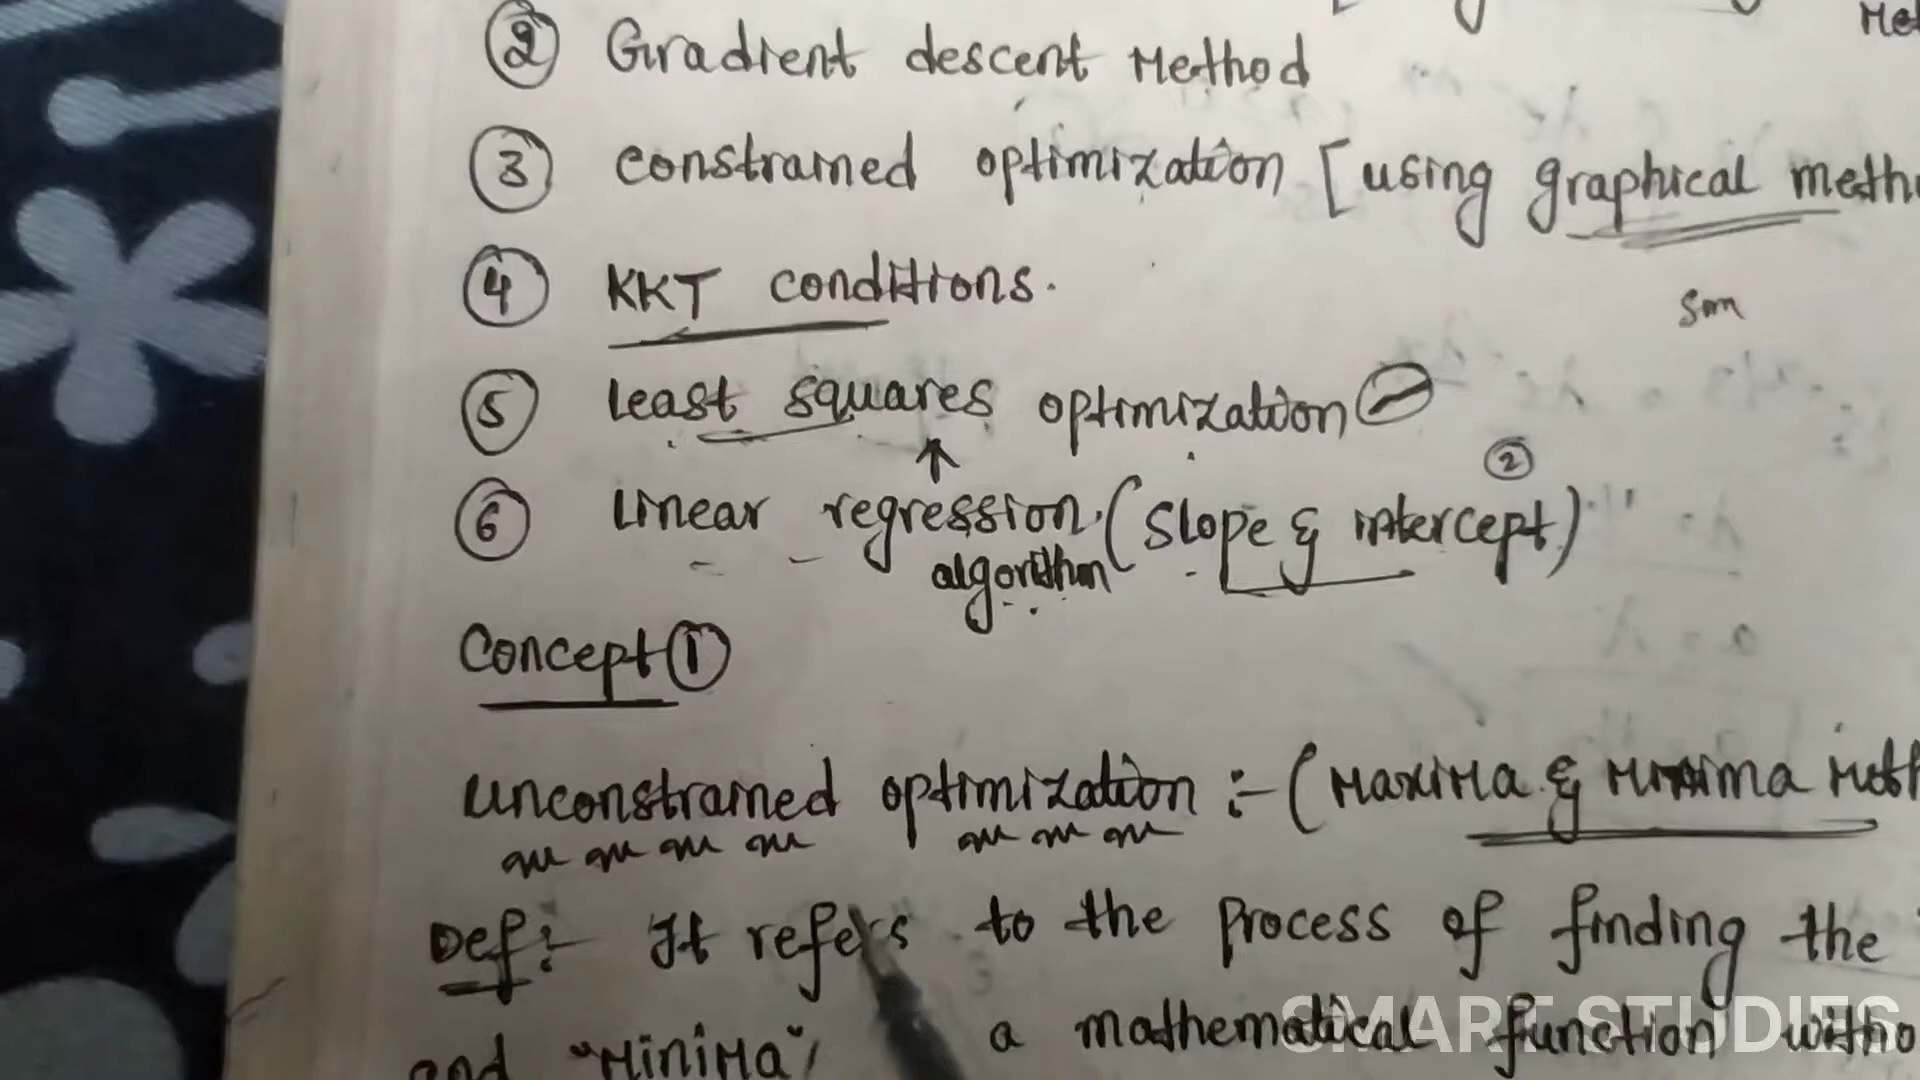 ② Gradient descent Method
③ constrained optimization [using graphical meth
Sm
④ KKT conditions.
⑤ Least squares optimization
②
⑥ Linear regression. (Slope & intercept)
algorithm
Concept ①
Unconstrained optimization :- (Maxima & Minima Meth
Def:- It refers to the process of finding the
and "Minima" a mathematical function witho
SMART STUDIES